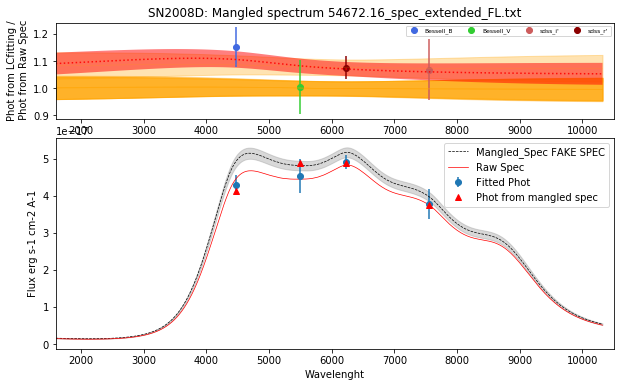 SN2008D: Mangled spectrum 54672.16_spec_extended_FL.txt
Phot from LCfitting /
Phot from Raw Spec
1.2
1.1
1.0
0.9
Bessell_B
Bessell_V
sdss_i'
sdss_r'
2000 3000 4000 5000 6000 7000 8000 9000 10000
1e−17
Flux erg s-1 cm-2 A-1
5
4
3
2
1
0
Mangled_Spec FAKE SPEC
Raw Spec
Fitted Phot
Phot from mangled spec
2000 3000 4000 5000 6000 7000 8000 9000 10000
Wavelenght